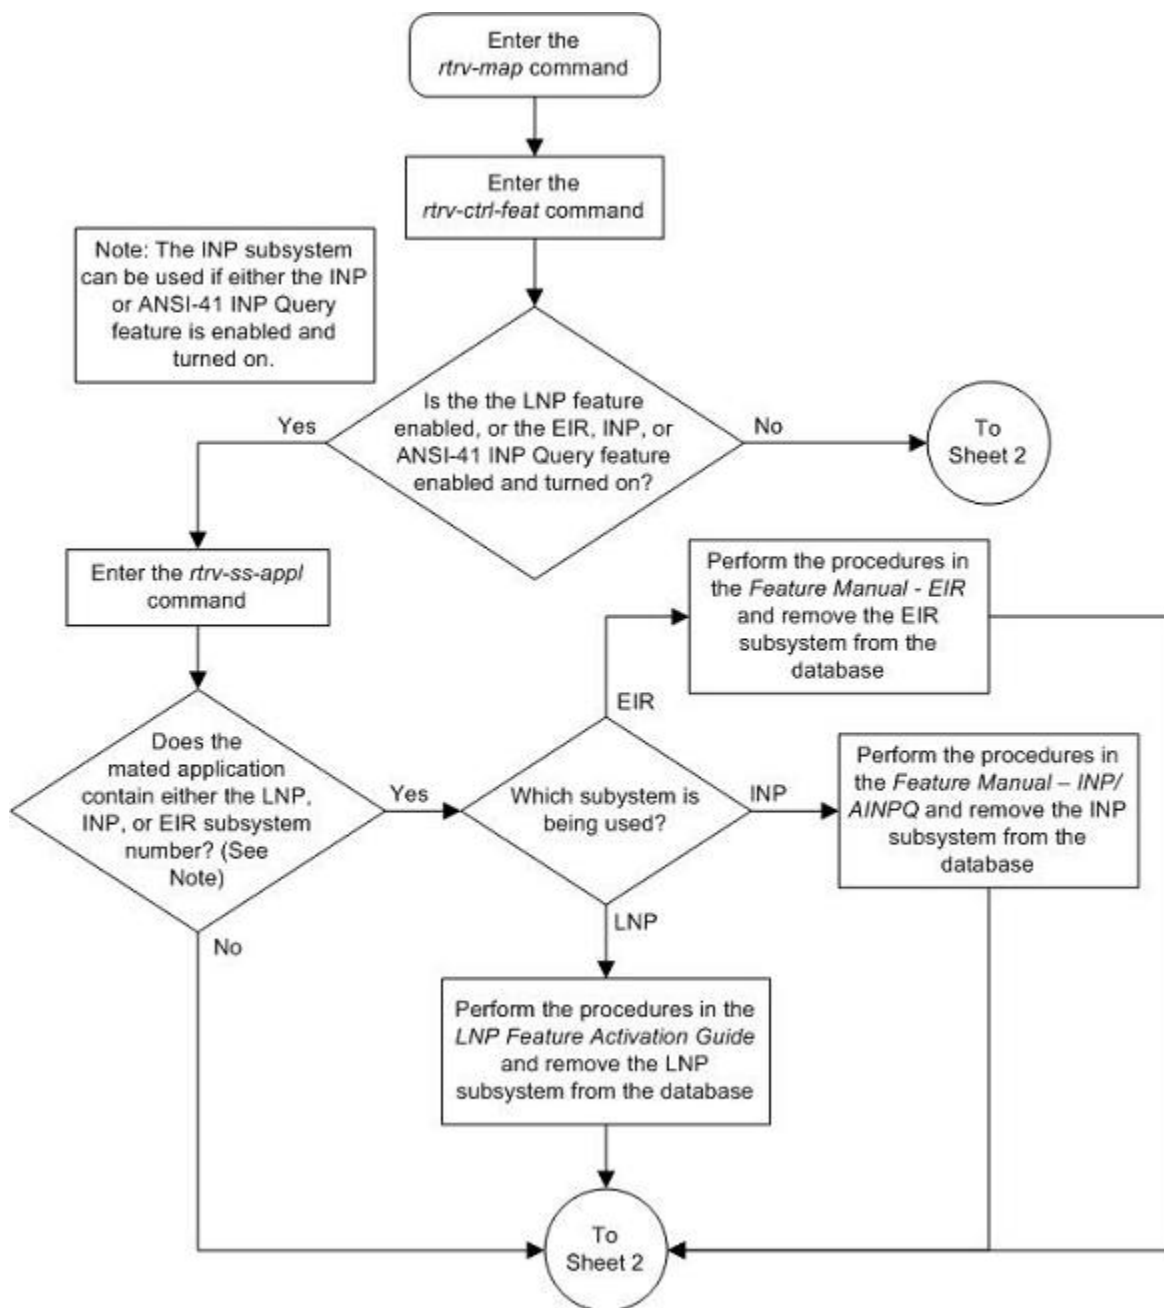 Enter the
rtrv-map command
Enter the
rtrv-ctrl-feat command
Note: The INP subsystem
can be used if either the INP
or ANSI-41 INP Query
feature is enabled and
turned on.
Is the the LNP feature
enabled, or the EIR, INP, or
ANSI-41 INP Query feature
enabled and turned on?
Yes
No
To
Sheet 2
Enter the rtrv-ss-appl
command
Perform the procedures in
the Feature Manual - EIR
and remove the EIR
subsystem from the
database
EIR
Does the
mated application
contain either the LNP,
INP, or EIR subsystem
number? (See
Note)
Yes
No
Which subystem is
being used?
INP
Perform the procedures in
the Feature Manual – INP/
AINPQ and remove the INP
subsystem from the
database
LNP
Perform the procedures in the
LNP Feature Activation Guide
and remove the LNP
subsystem from the database
To
Sheet 2